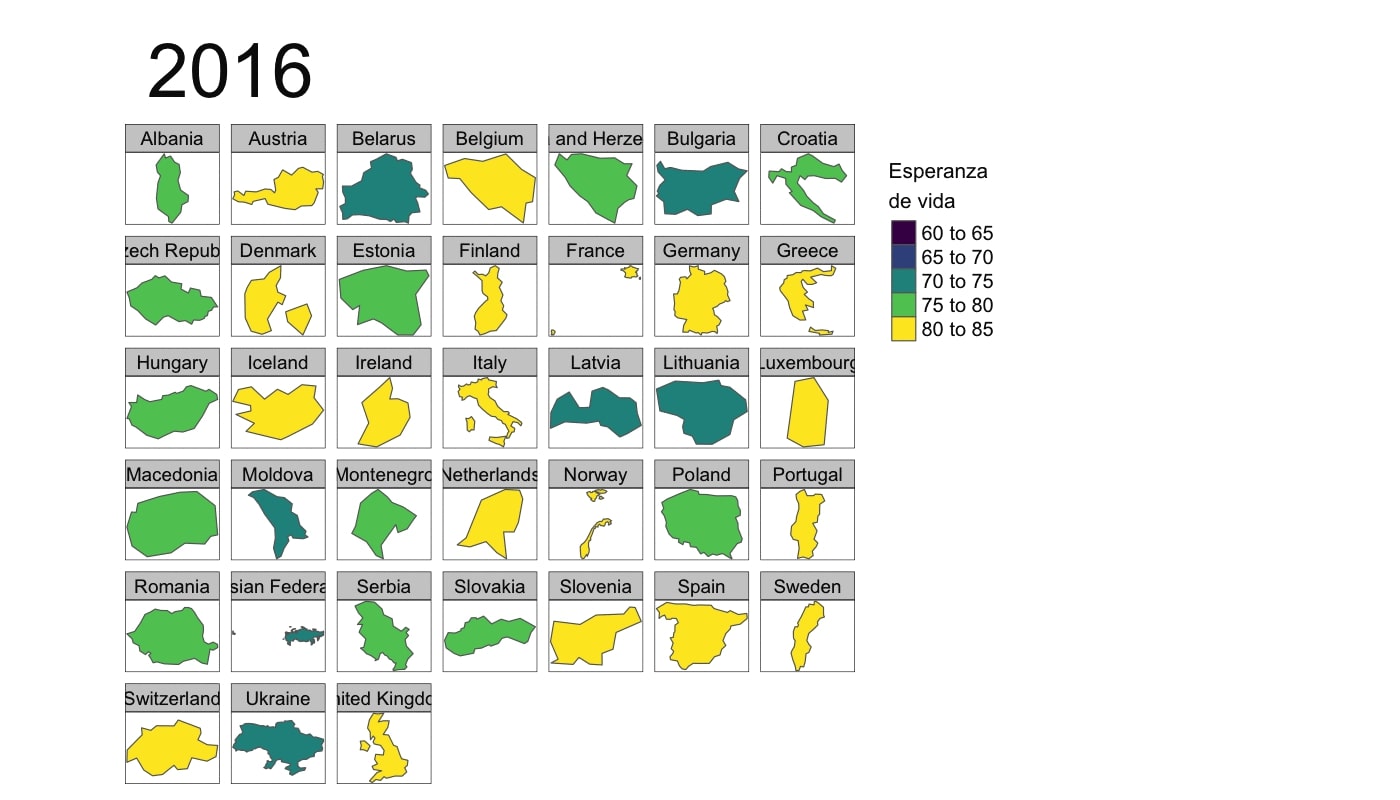 2016
Albania Austria Belarus Belgium and Herze Bulgaria Croatia
zech Repub Denmark Estonia Finland France Germany Greece
Hungary Iceland Ireland Italy Latvia Lithuania Luxembourg
Macedonia Moldova Montenegro Netherlands Norway Poland Portugal
Romania sian Federa Serbia Slovakia Slovenia Spain Sweden
Switzerland Ukraine nited Kingdo
Esperanza
de vida
60 to 65
65 to 70
70 to 75
75 to 80
80 to 85